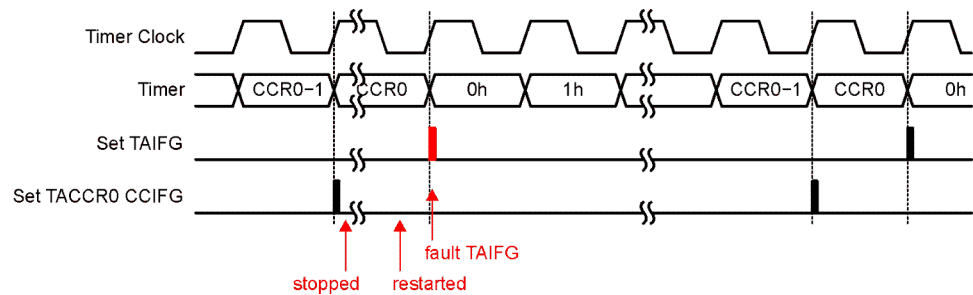 Timer Clock
Timer CCR0−1 CCR0 0h 1h CCR0−1 CCR0 0h
Set TAIFG
Set TACCR0 CCIFG
fault TAIFG
stopped restarted